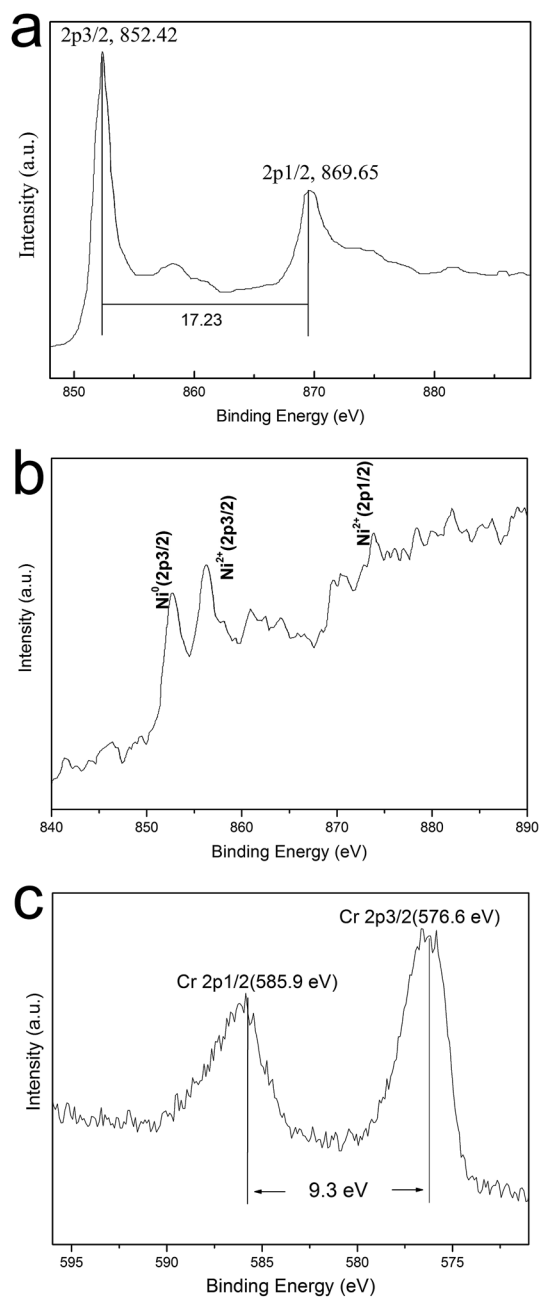 a
2p3/2, 852.42
2p1/2, 869.65
17.23
Intensity (a.u.)
850 860 870 880
Binding Energy (eV)
b
Ni0(2p3/2)
Ni2+(2p3/2)
Ni2+(2p1/2)
Intensity (a.u.)
840 850 860 870 880 890
Binding Energy (eV)
c
Cr 2p3/2(576.6 eV)
Cr 2p1/2(585.9 eV)
9.3 eV
Intensity (a.u.)
595 590 585 580 575
Binding Energy (eV)